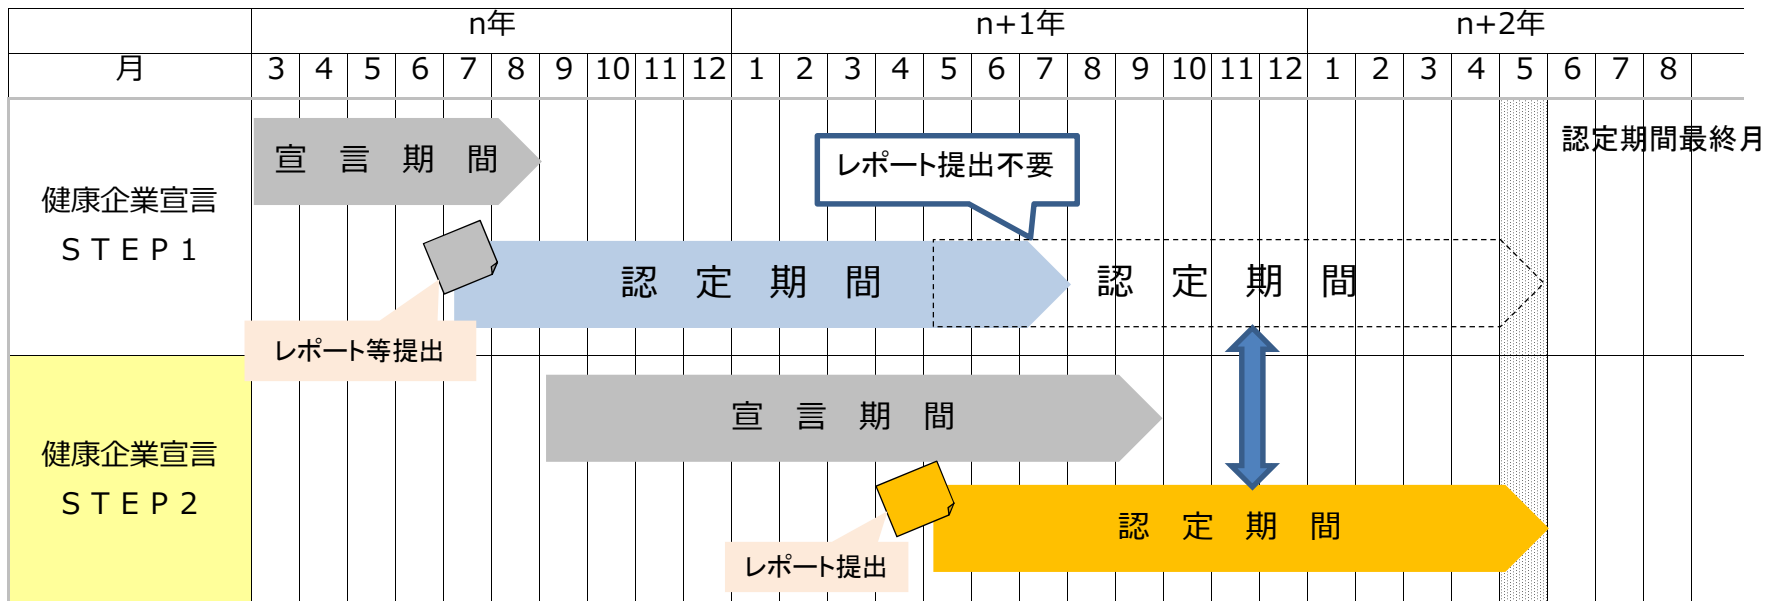 n年 n+1年 n+2年
月 3 4 5 6 7 8 9 10 11 12 1 2 3 4 5 6 7 8 9 10 11 12 1 2 3 4 5 6 7 8
認定期間最終月
宣言期間
レポート提出不要
健康企業宣言
ＳＴＥＰ１
認定期間 認定期間
レポート等提出
宣言期間
健康企業宣言
ＳＴＥＰ２
認定期間
レポート提出